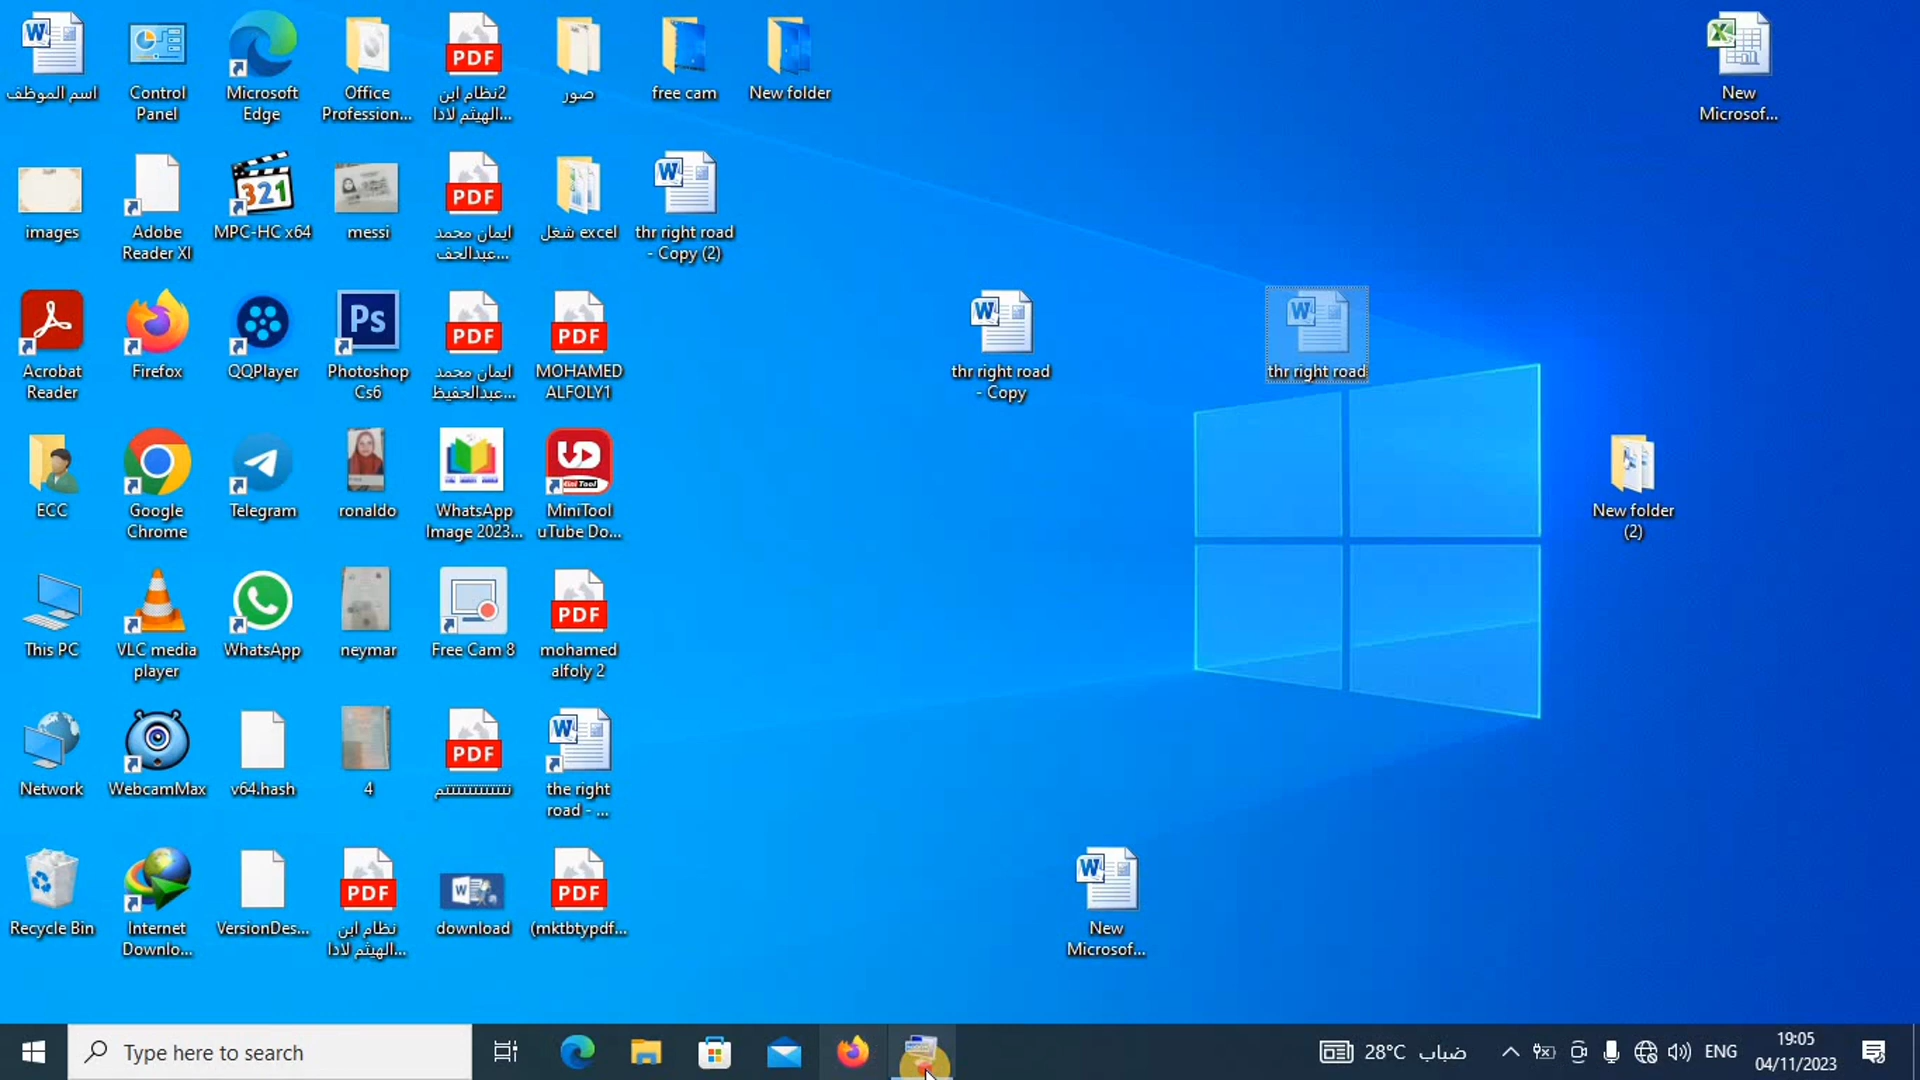 اسم الموظف
Control
Panel
Microsoft
Edge
Office
Profession...
PDF
نظام ابن2
الهيثم لادا...
صور
free cam
New folder
New
Microsof...
images
Adobe
Reader XI
321
MPC-HC x64
messi
PDF
ايمان محمد
عبدالحف...
شغل excel
thr right road
- Copy (2)
Acrobat
Reader
Firefox
QQPlayer
Ps
Photoshop
Cs6
PDF
ايمان محمد
عبدالحفيظ...
PDF
MOHAMED
ALFOLY1
thr right road
- Copy
thr right road
ECC
Google
Chrome
Telegram
ronaldo
WhatsApp
Image 2023...
MiniTool
uTube Do...
New folder
(2)
This PC
VLC media
player
WhatsApp
neymar
Free Cam 8
PDF
mohamed
alfoly 2
Network
WebcamMax
v64.hash
4
PDF
the right
road - ...
Recycle Bin
Internet
Downlo...
VersionDes...
PDF
نظام ابن
الهيثم لادا...
download
PDF
(mktbtypdf...
New
Microsof...
Type here to search
28°C ضباب
ENG
19:05
04/11/2023